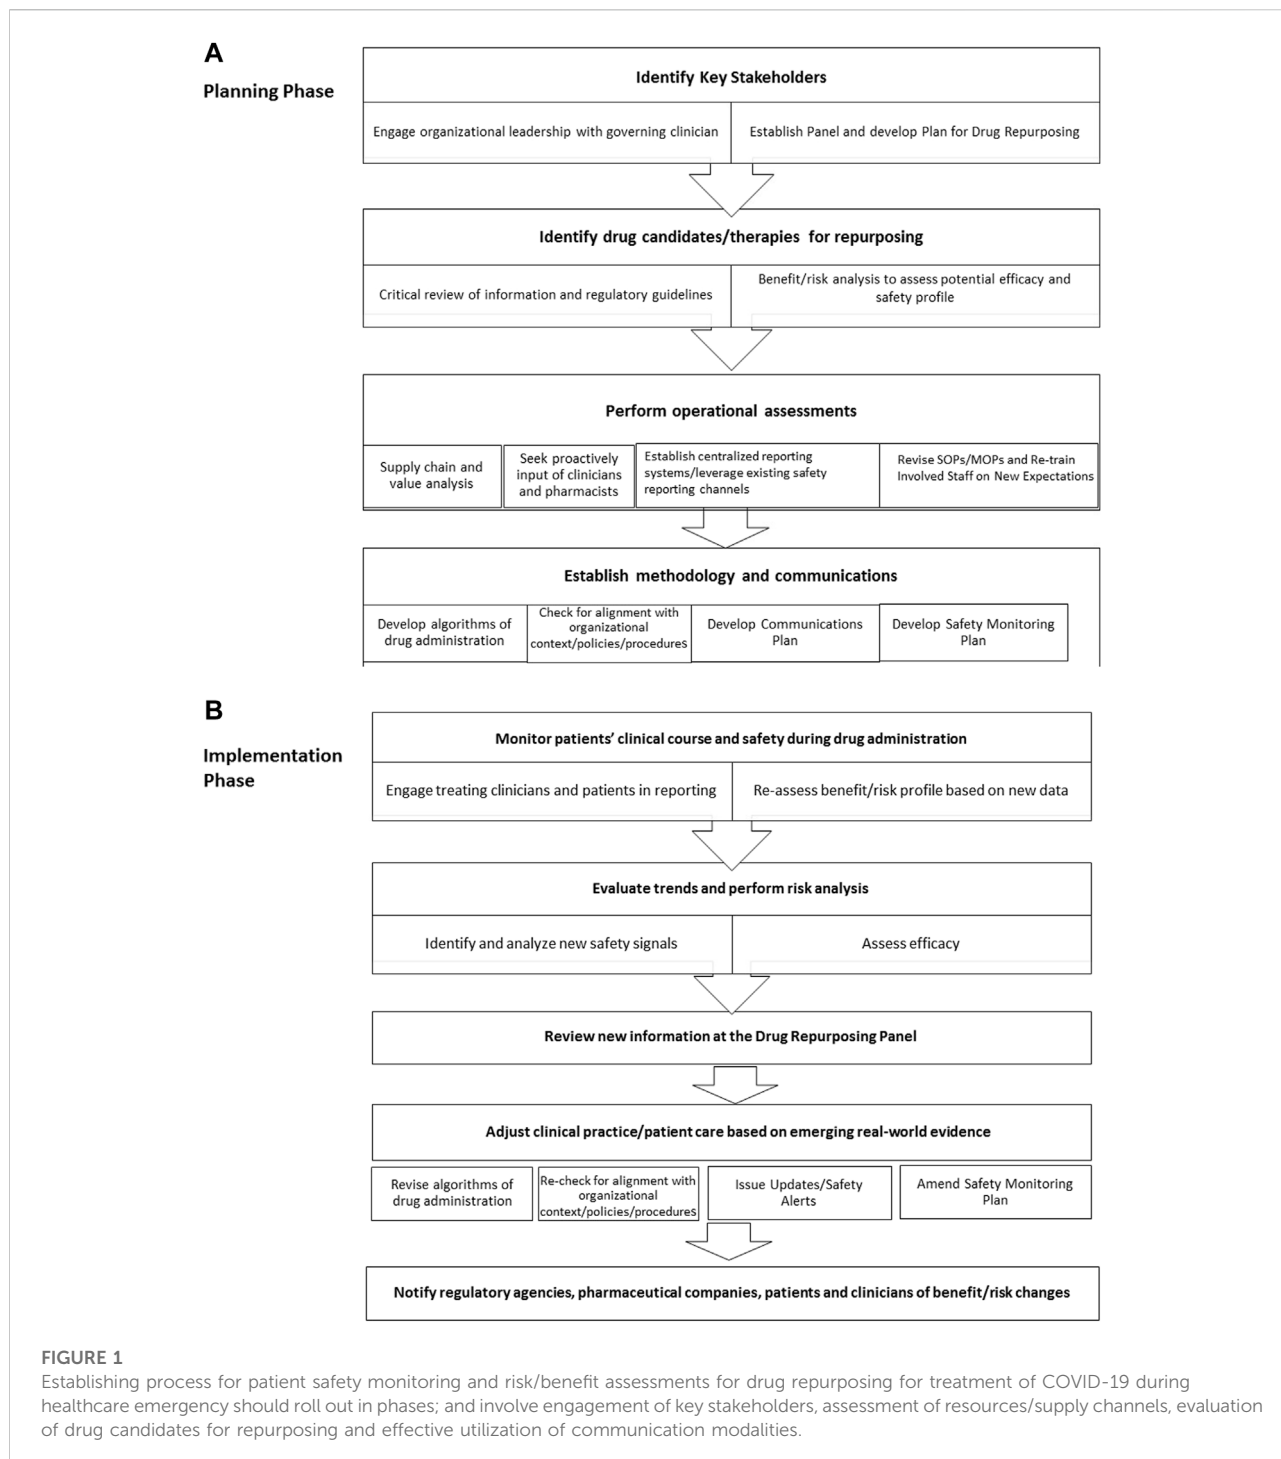 A
Planning Phase
Identify Key Stakeholders
Engage organizational leadership with governing clinician
Establish Panel and develop Plan for Drug Repurposing
Identify drug candidates/therapies for repurposing
Critical review of information and regulatory guidelines
Benefit/risk analysis to assess potential efficacy and
safety profile
Perform operational assessments
Supply chain and
value analysis
Seek proactively
input of clinicians
and pharmacists
Establish centralized reporting
systems/leverage existing safety
reporting channels
Revise SOPs/MOPs and Re-train
Involved Staff on New Expectations
Establish methodology and communications
Develop algorithms of
drug administration
Check for alignment with
organizational
context/policies/procedures
Develop Communications
Plan
Develop Safety Monitoring
Plan
B
Implementation
Phase
Monitor patients' clinical course and safety during drug administration
Engage treating clinicians and patients in reporting
Re-assess benefit/risk profile based on new data
Evaluate trends and perform risk analysis
Identify and analyze new safety signals
Assess efficacy
Review new information at the Drug Repurposing Panel
Adjust clinical practice/patient care based on emerging real-world evidence
Revise algorithms of
drug administration
Re-check for alignment with
organizational
context/policies/procedures
Issue Updates/Safety
Alerts
Amend Safety Monitoring
Plan
Notify regulatory agencies, pharmaceutical companies, patients and clinicians of benefit/risk changes
FIGURE 1
Establishing process for patient safety monitoring and risk/benefit assessments for drug repurposing for treatment of COVID-19 during
healthcare emergency should roll out in phases; and involve engagement of key stakeholders, assessment of resources/supply channels, evaluation
of drug candidates for repurposing and effective utilization of communication modalities.